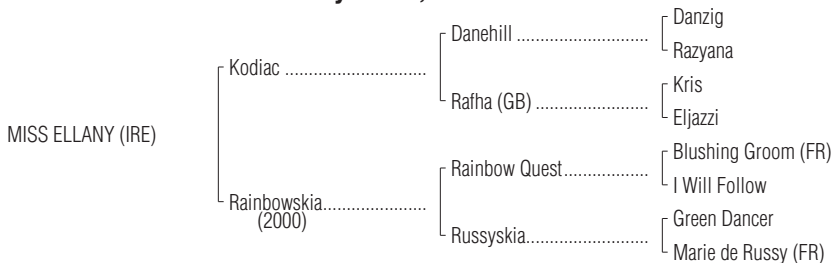 Danzig
Danehill ......................................
Razyana
Kodiac .........................................
Kris
Rafha (GB) .................................
Eljazzi
MISS ELLANY (IRE)
Blushing Groom (FR)
Rainbow Quest........................
I Will Follow
Rainbowskia..............................
(2000)
Green Dancer
Russyskia...................................
Marie de Russy (FR)